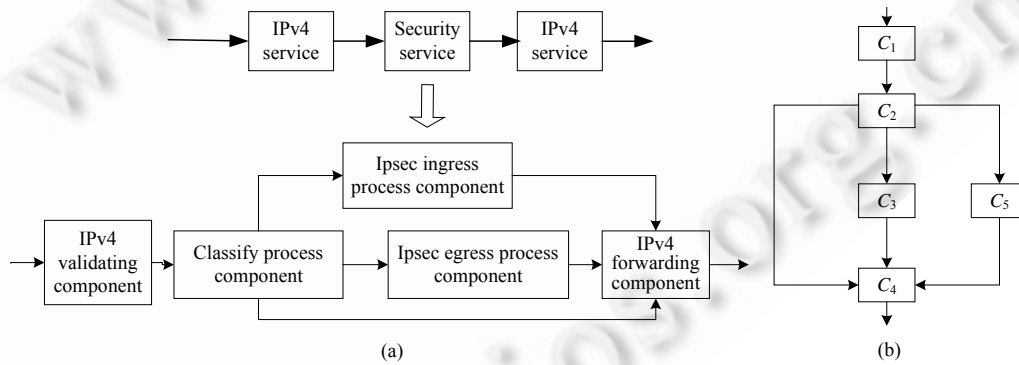 IPv4
service
Security
service
IPv4
service
Ipsec ingress
process component
IPv4
validating
component
Classify process
component
Ipsec egress process
component
IPv4
forwarding
component
(a)
C1
C2
C3
C5
C4
(b)